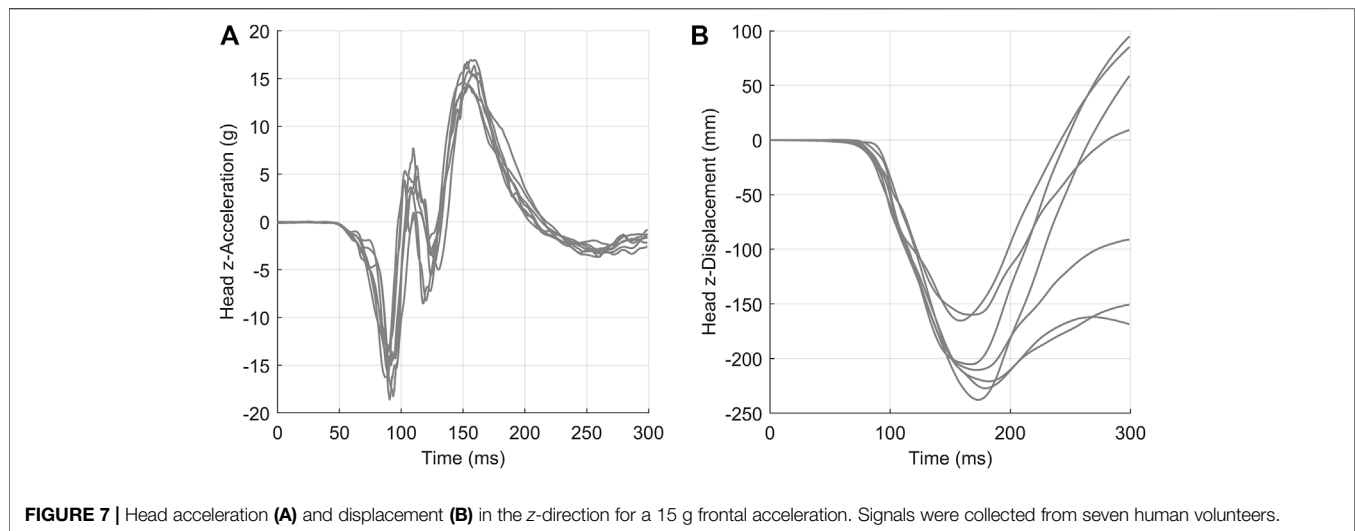 A
20
15
10
5
0
-5
-10
-15
-20
Head z-Acceleration (g)
0 50 100 150 200 250 300
Time (ms)
B
100
50
0
-50
-100
-150
-200
-250
Head z-Displacement (mm)
0 100 200 300
Time (ms)
FIGURE 7 | Head acceleration (A) and displacement (B) in the z-direction for a 15 g frontal acceleration. Signals were collected from seven human volunteers.